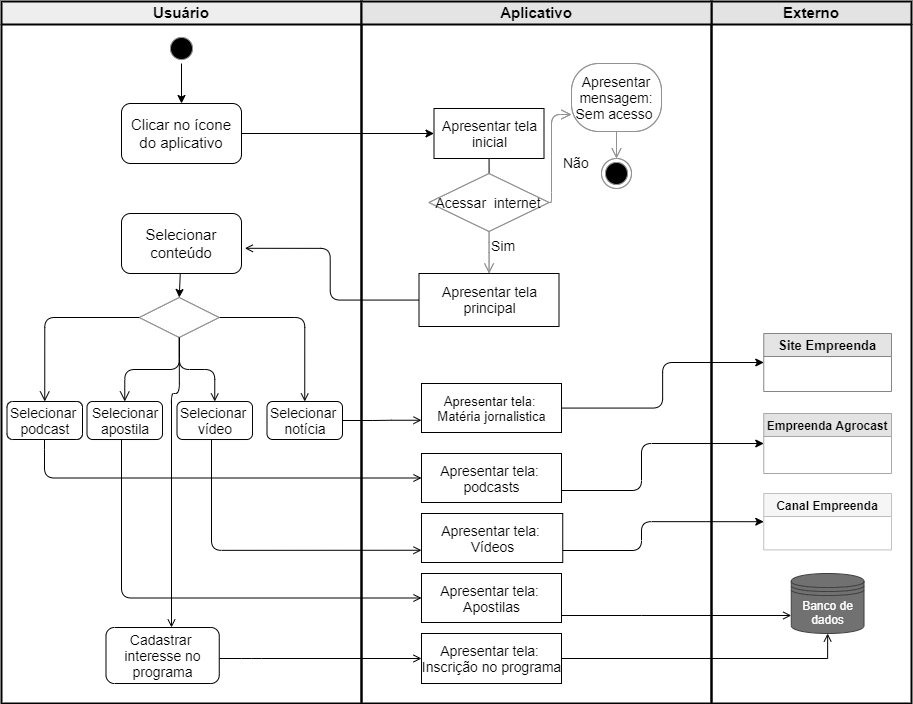 Usuário
Aplicativo
Externo
Clicar no ícone
do aplicativo
Apresentar tela
inicial
Apresentar
mensagem:
Sem acesso
Não
Acessar internet
Sim
Selecionar
conteúdo
Apresentar tela
principal
Selecionar
podcast
Selecionar
apostila
Selecionar
vídeo
Selecionar
notícia
Apresentar tela:
Matéria jornalistica
Site Empreenda
Apresentar tela:
podcasts
Empreenda Agrocast
Apresentar tela:
Vídeos
Canal Empreenda
Apresentar tela:
Apostilas
Banco de
dados
Cadastrar
interesse no
programa
Apresentar tela:
Inscrição no programa